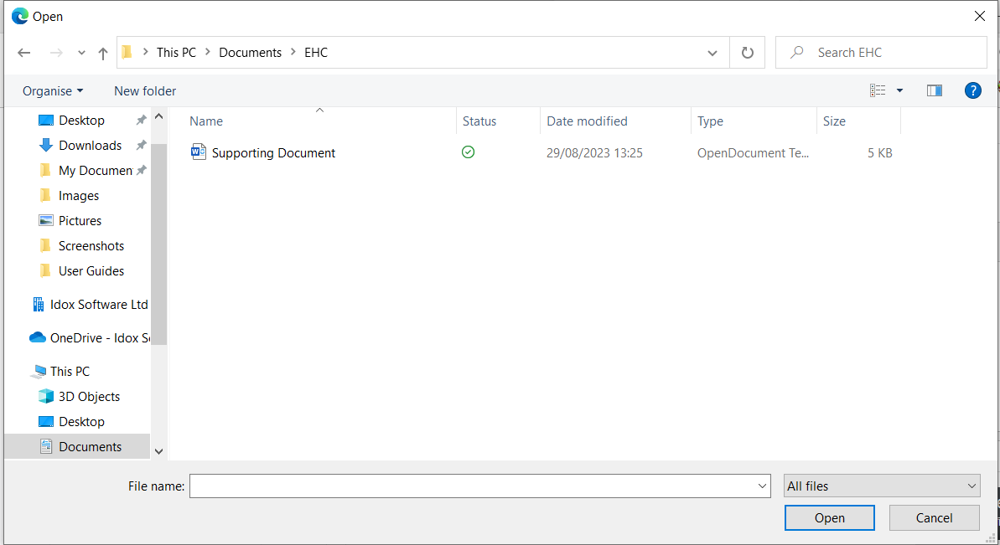 Open
This PC > Documents > EHC
Search EHC
Organise
New folder
?
Name
Status
Date modified
Type
Size
Supporting Document
29/08/2023 13:25
OpenDocument Te...
5 KB
Desktop
Downloads
My Documen
Images
Pictures
Screenshots
User Guides
Idox Software Ltd
OneDrive - Idox S
This PC
3D Objects
Desktop
Documents
File name:
All files
Open
Cancel